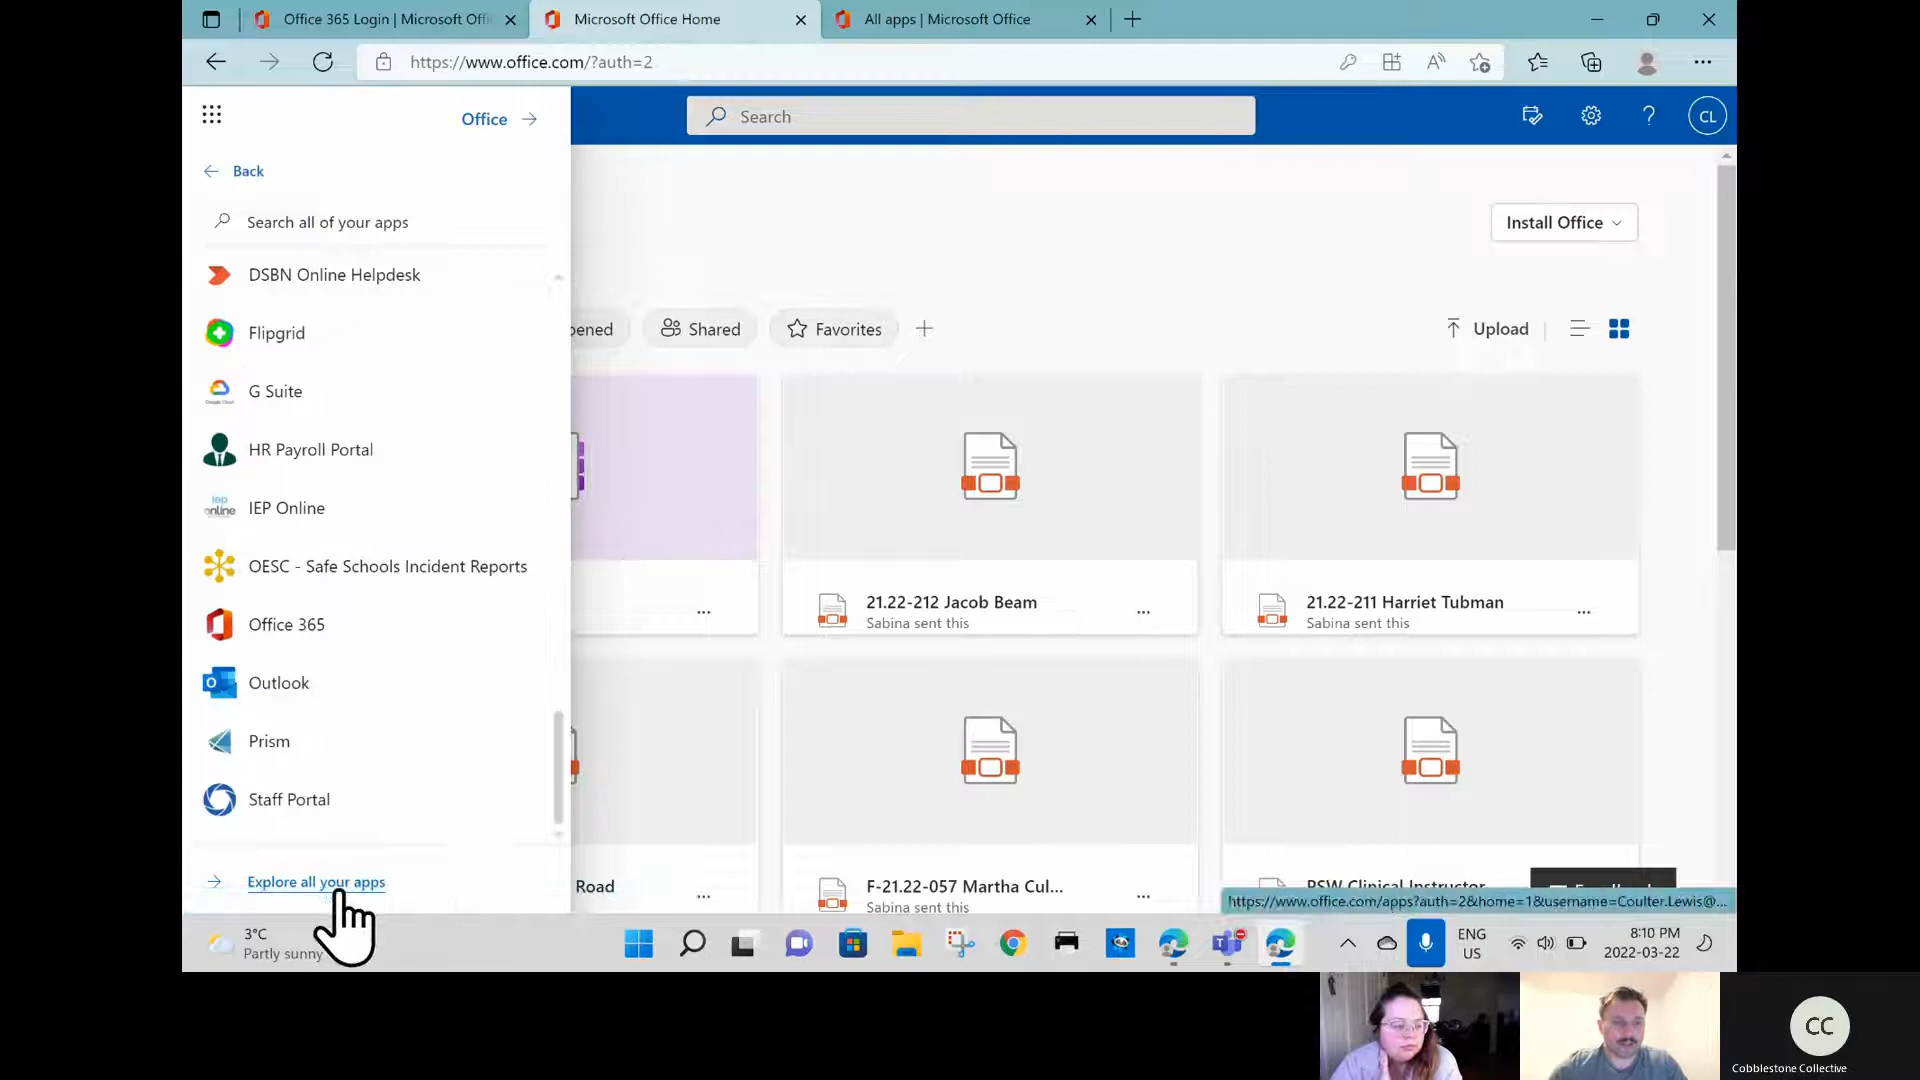 Office 365 Login | Microsoft Offi
Microsoft Office Home
All apps | Microsoft Office
https://www.office.com/?auth=2
Office
Search
CL
Back
Search all of your apps
Install Office
DSBN Online Helpdesk
Flipgrid
pened
Shared
Favorites
Upload
G Suite
HR Payroll Portal
iep online
IEP Online
OESC - Safe Schools Incident Reports
Office 365
21.22-212 Jacob Beam
Sabina sent this
21.22-211 Harriet Tubman
Sabina sent this
Outlook
Prism
Staff Portal
Explore all your apps
Road
F-21.22-057 Martha Cul...
Sabina sent this
PSW Clinical Instructor
https://www.office.com/apps?auth=2&home=1&username=Coulter.Lewis@...
3°C
Partly sunny
ENG
US
8:10 PM
2022-03-22
CC
Cobblestone Collective